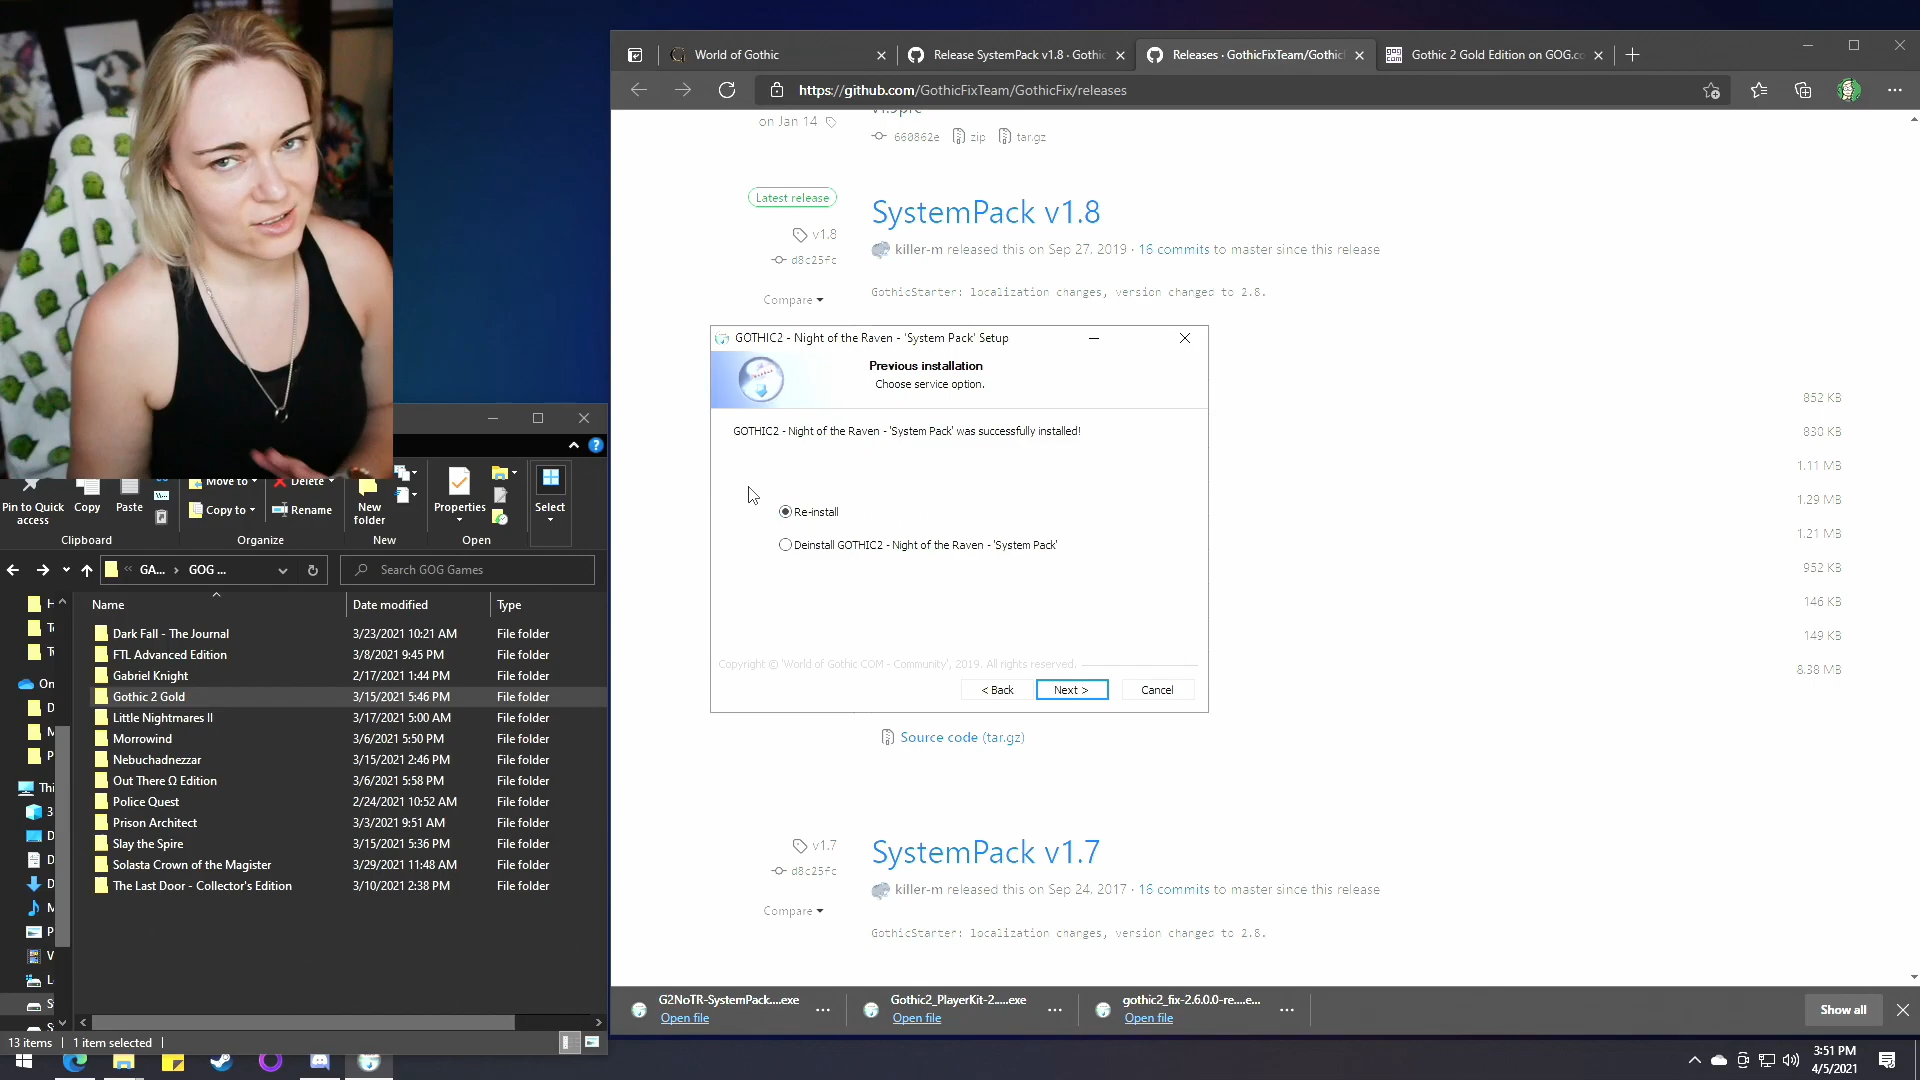 World of Gothic
Release SystemPack v1.8 · Gothic
Releases · GothicFixTeam/Gothic
Gothic 2 Gold Edition on GOG.co
https://github.com/GothicFixTeam/GothicFix/releases
on Jan 14
660862e
zip
tar.gz
Latest release
SystemPack v1.8
v1.8
killer-m released this on Sep 27, 2019 · 16 commits to master since this release
d8c25fc
Compare
GothicStarter: localization changes, version changed to 2.8.
GOTHIC2 - Night of the Raven - 'System Pack' Setup
Previous installation
Choose service option.
GOTHIC2 - Night of the Raven - 'System Pack' was successfully installed!
Re-install
Deinstall GOTHIC2 - Night of the Raven - 'System Pack'
Copyright © 'World of Gothic COM - Community', 2019. All rights reserved.
< Back
Next >
Cancel
852 KB
830 KB
1.11 MB
1.29 MB
1.21 MB
952 KB
146 KB
149 KB
8.38 MB
Source code (tar.gz)
v1.7
SystemPack v1.7
d8c25fc
killer-m released this on Sep 24, 2017 · 16 commits to master since this release
Compare
GothicStarter: localization changes, version changed to 2.8.
G2NoTR-SystemPack....exe
Open file
Gothic2_PlayerKit-2.....exe
Open file
gothic2_fix-2.6.0.0-re....e...
Open file
Show all
Pin to Quick access
Copy
Paste
Move to
Copy to
Delete
Rename
New folder
Properties
Select
Clipboard
Organize
New
Open
GA...
GOG ...
Search GOG Games
Name
Date modified
Type
Dark Fall - The Journal 3/23/2021 10:21 AM File folder
FTL Advanced Edition 3/8/2021 9:45 PM File folder
Gabriel Knight 2/17/2021 1:44 PM File folder
Gothic 2 Gold 3/15/2021 5:46 PM File folder
Little Nightmares II 3/17/2021 5:00 AM File folder
Morrowind 3/6/2021 5:50 PM File folder
Nebuchadnezzar 3/15/2021 2:46 PM File folder
Out There Ω Edition 3/6/2021 5:58 PM File folder
Police Quest 2/24/2021 10:52 AM File folder
Prison Architect 3/3/2021 9:51 AM File folder
Slay the Spire 3/15/2021 5:36 PM File folder
Solasta Crown of the Magister 3/29/2021 11:48 AM File folder
The Last Door - Collector's Edition 3/10/2021 2:38 PM File folder
13 items
1 item selected
3:51 PM
4/5/2021